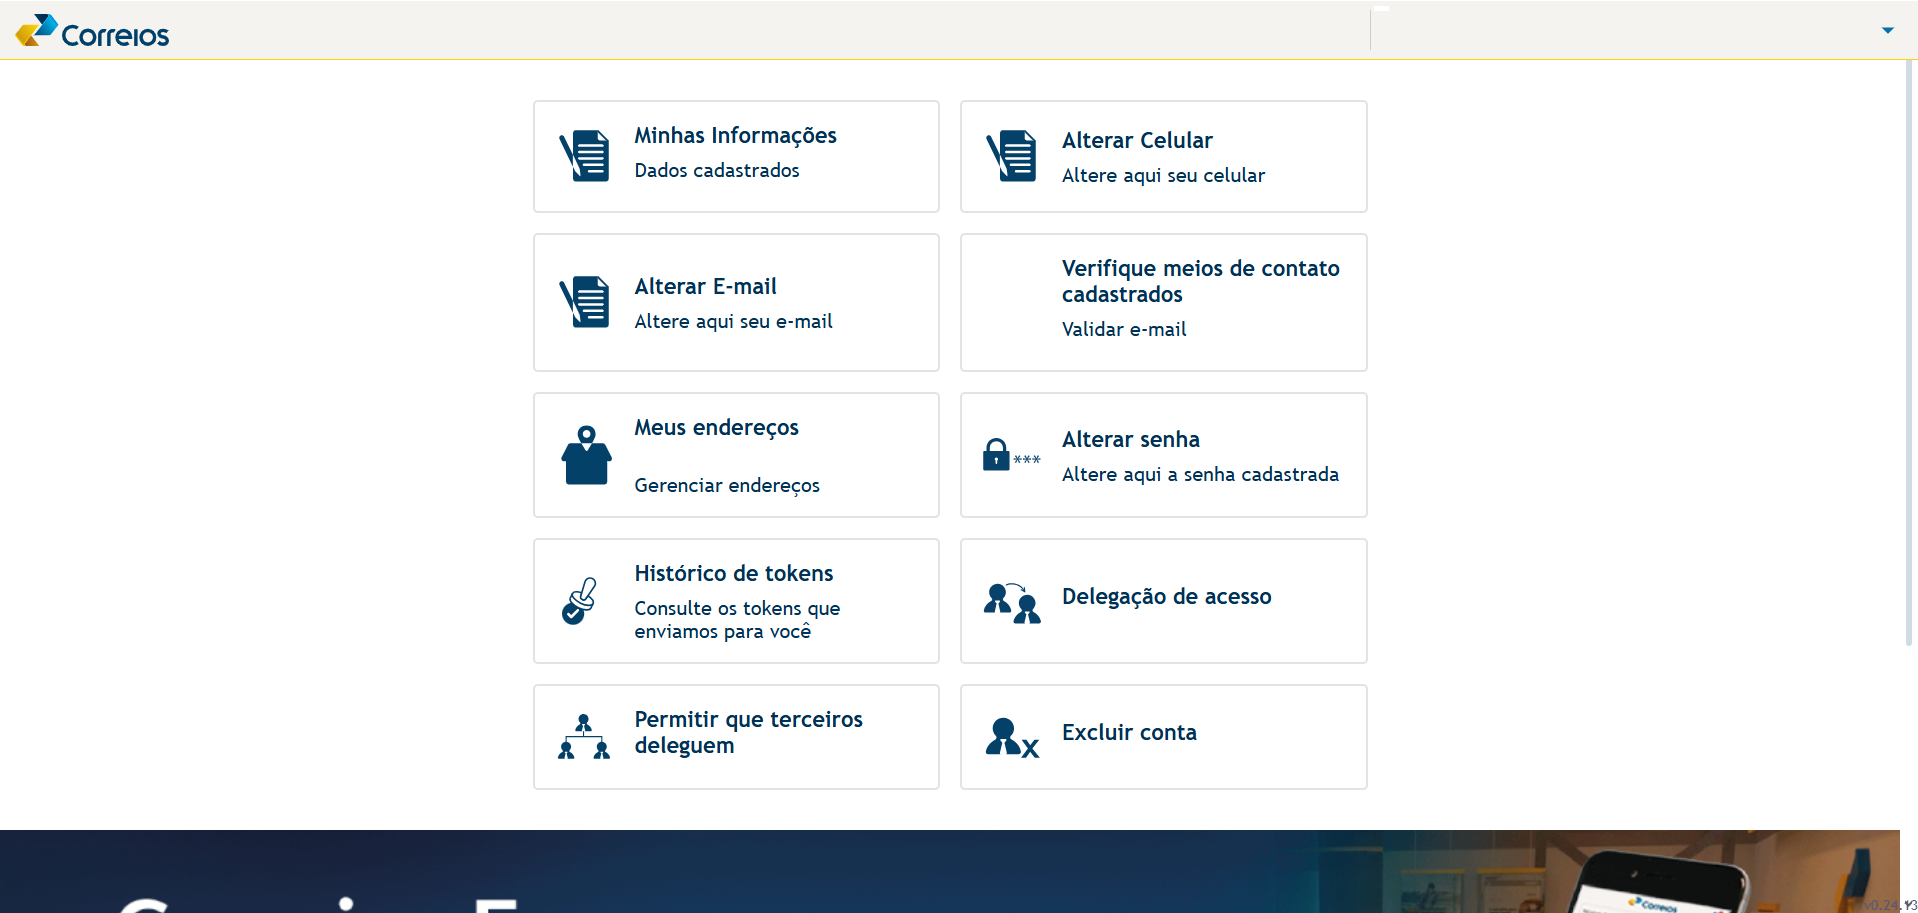 Correios
Minhas Informações
Dados cadastrados
Alterar Celular
Altere aqui seu celular
Alterar E-mail
Altere aqui seu e-mail
Verifique meios de contato
cadastrados
Validar e-mail
Meus endereços
Gerenciar endereços
***
Alterar senha
Altere aqui a senha cadastrada
Histórico de tokens
Consulte os tokens que
enviamos para você
Delegação de acesso
Permitir que terceiros
deleguem
X
Excluir conta
Correios